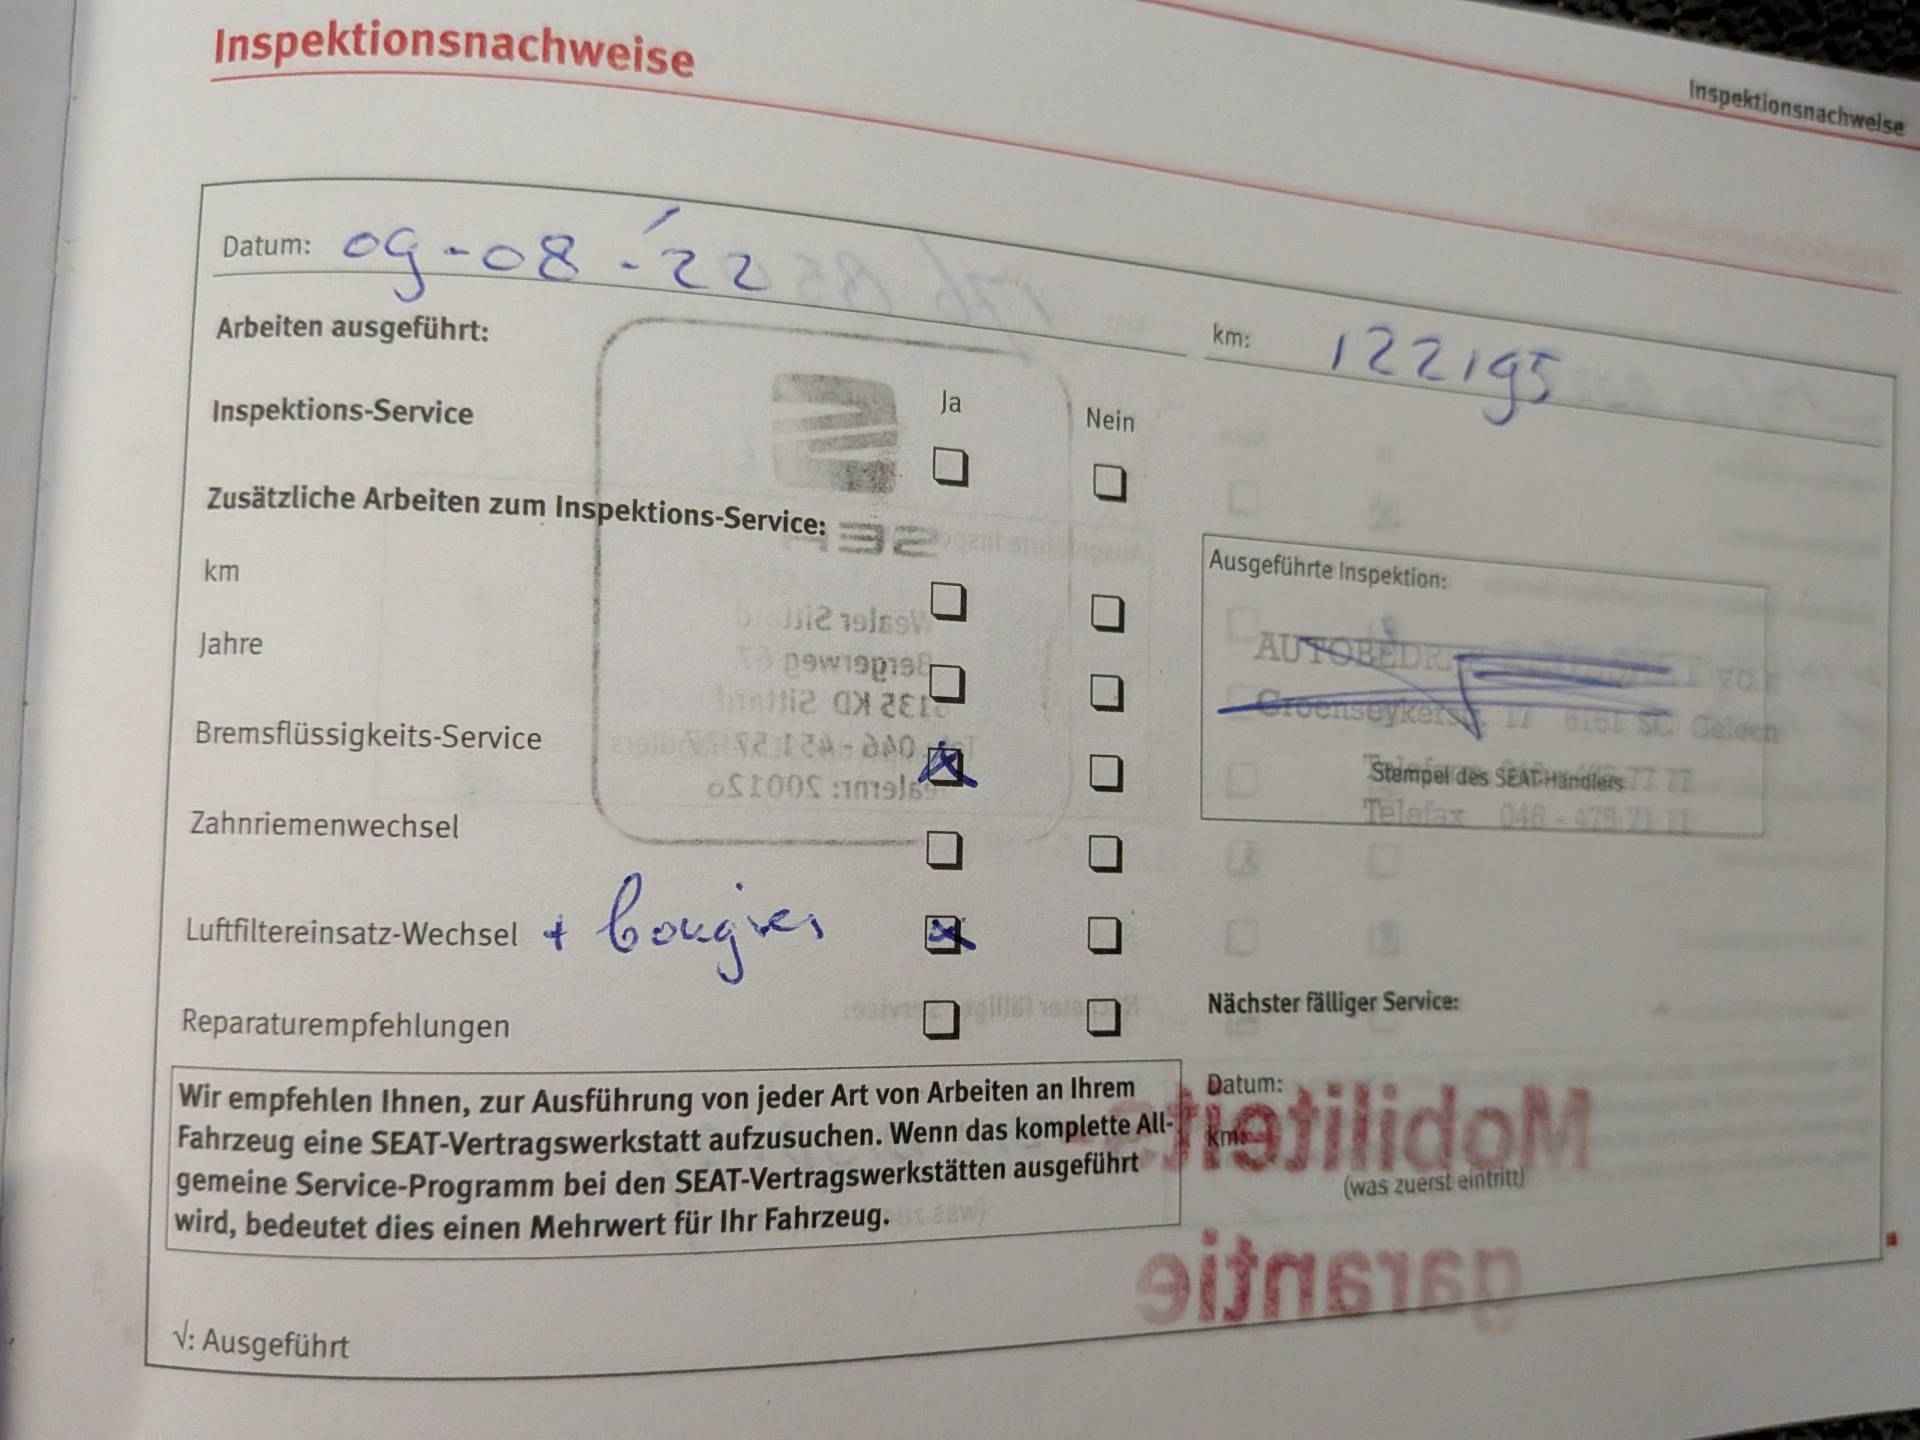 Inspektionsnachweise
Inspektionsnachweise
Datum: 09-08-'22
km: 122195
Arbeiten ausgeführt:
Ja Nein
Inspektions-Service
Zusätzliche Arbeiten zum Inspektions-Service:
km
Jahre
Bremsflüssigkeits-Service
Zahnriemenwechsel
Luftfiltereinsatz-Wechsel + bougies
Reparaturempfehlungen
Wir empfehlen Ihnen, zur Ausführung von jeder Art von Arbeiten an Ihrem
Fahrzeug eine SEAT-Vertragswerkstatt aufzusuchen. Wenn das komplette All-
gemeine Service-Programm bei den SEAT-Vertragswerkstätten ausgeführt
wird, bedeutet dies einen Mehrwert für Ihr Fahrzeug.
√: Ausgeführt
Ausgeführte Inspektion:
Stempel des SEAT-Händlers
Telefax 046 -
Nächster fälliger Service:
Datum:
km:
(was zuerst eintritt)
Mobiliteits
garantie